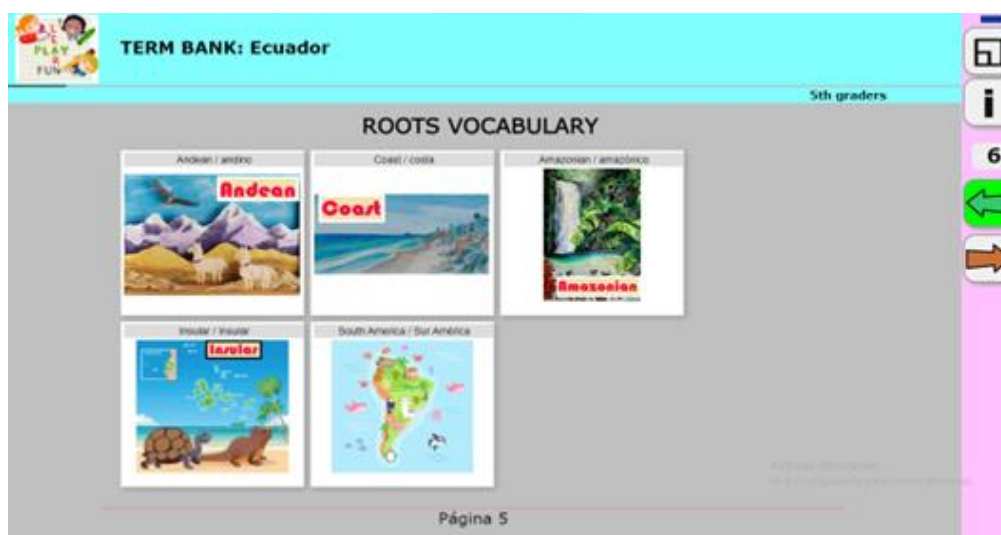 PLAY
FUN
TERM BANK: Ecuador
5th graders
6
ROOTS VOCABULARY
Andean / andino
Coast / costa
Amazonian / amazónico
Andean
Coast
Amazonian
Insular / Insular
South America / Sur América
Insular
Página 5